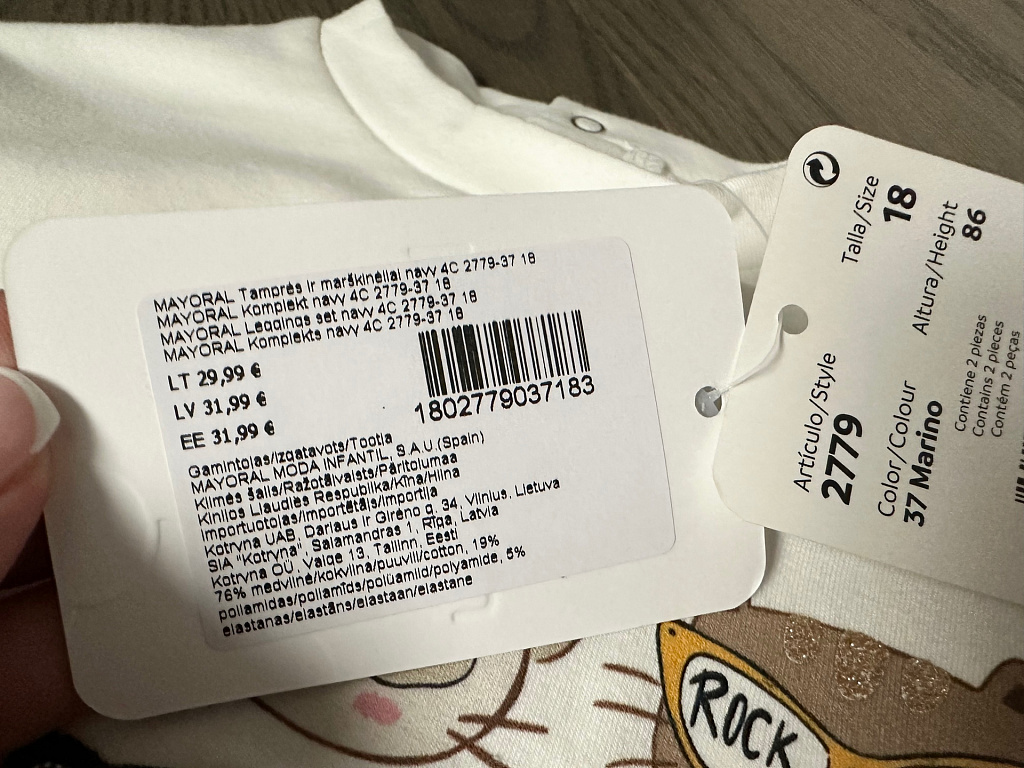 MAYORAL Tamprės ir marškinėliai navy 4C 2779-37 18
MAYORAL Komplekt navy 4C 2779-37 18
MAYORAL Leggings set navy 4C 2779-37 18
MAYORAL Komplekts navy 4C 2779-37 18
LT 29,99 €
LV 31,99 €
EE 31,99 €
1802779037183
Gamintojas/Izgatavots/Tootja
MAYORAL MODA INFANTIL, S.A.U.(Spain)
Kilmės šalis/Ražotājvalsts/Päritolumaa
Kinijos Liaudies Respublika/Ķīna/Hiina
Importuotojas/Importētājs/Importija
Kotryna UAB, Dariaus ir Girėno g. 34, Vilnius, Lietuva
SIA "Kotryna", Salamandras 1, Rīga, Latvia
Kotryna OÜ, Valge 13, Tallinn, Eesti
76% medvilnė/kokvilna/puuvill/cotton, 19%
poliamidas/poliamīds/polüamiid/polyamide, 5%
elastanas/elastāns/elastaan/elastane
Talla/Size
18
Altura/Height
86
Artículo/Style
2779
Color/Colour
37 Marino
Contiene 2 piezas
Contains 2 pieces
Contém 2 peças
ROCK